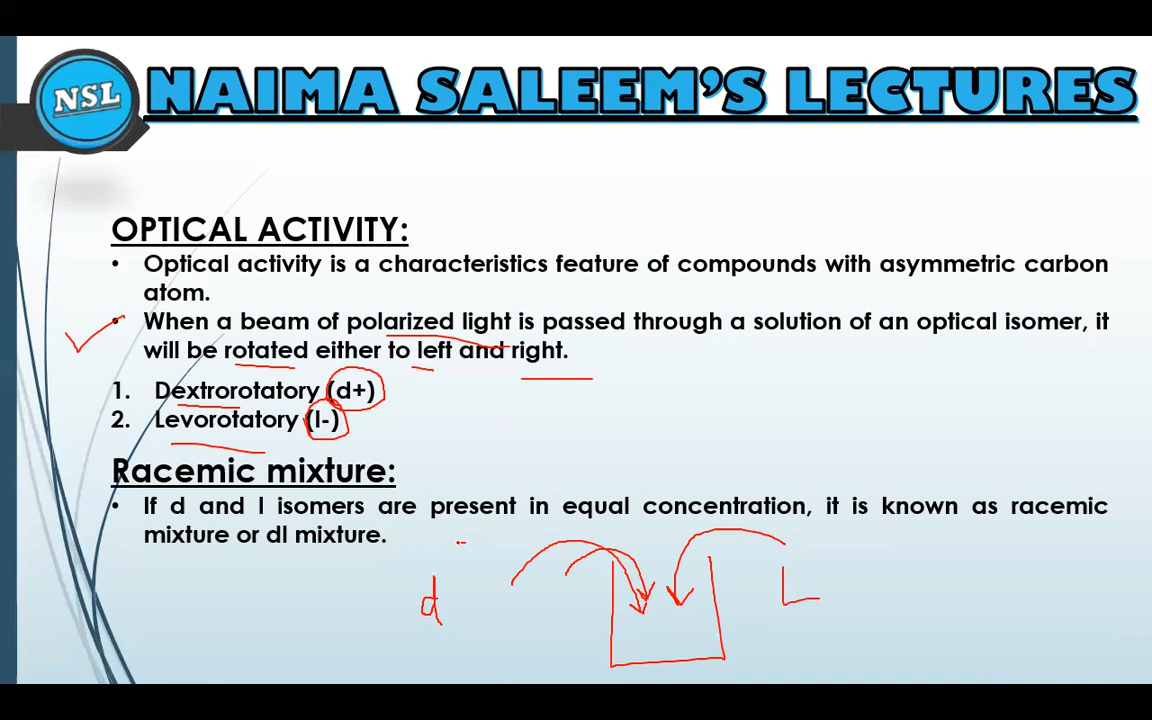 NSL
NAIMA SALEEM'S LECTURES
OPTICAL ACTIVITY:
• Optical activity is a characteristics feature of compounds with asymmetric carbon
atom.
• When a beam of polarized light is passed through a solution of an optical isomer, it
will be rotated either to left and right.
1. Dextrorotatory (d+)
2. Levorotatory (l-)
Racemic mixture:
• If d and l isomers are present in equal concentration, it is known as racemic
mixture or dl mixture.
d L